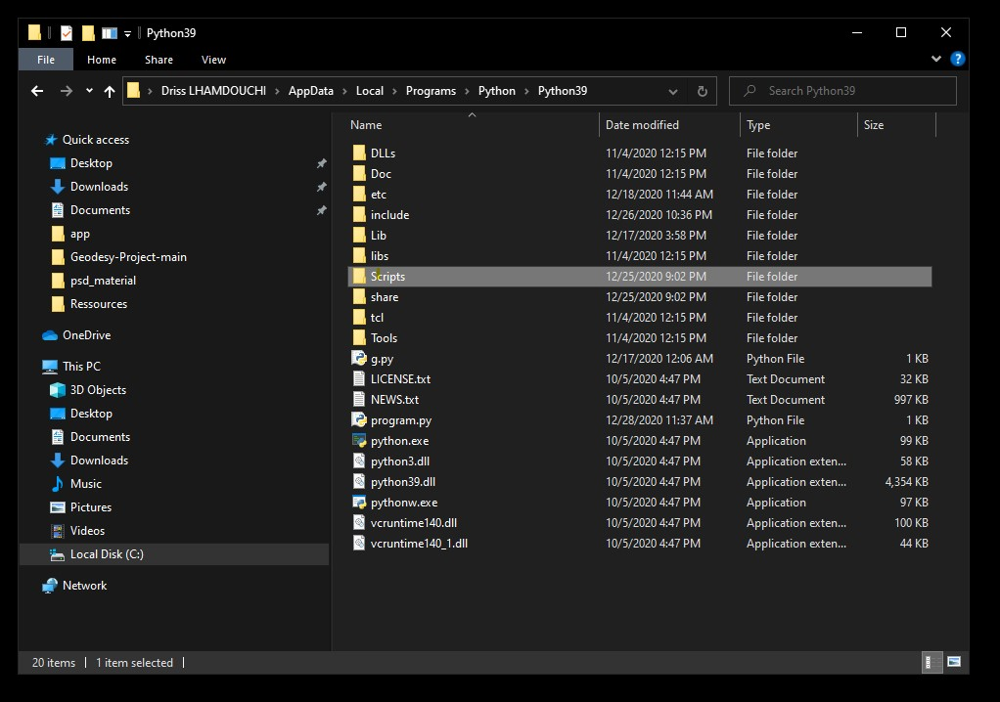 Python39
File Home Share View
Driss LHAMDOUCHI > AppData > Local > Programs > Python > Python39
Search Python39
Name Date modified Type Size
Quick access
Desktop
Downloads
Documents
app
Geodesy-Project-main
psd_material
Ressources
OneDrive
This PC
3D Objects
Desktop
Documents
Downloads
Music
Pictures
Videos
Local Disk (C:)
Network
DLLs 11/4/2020 12:15 PM File folder
Doc 11/4/2020 12:15 PM File folder
etc 12/18/2020 11:44 AM File folder
include 12/26/2020 10:36 PM File folder
Lib 12/17/2020 3:58 PM File folder
libs 11/4/2020 12:15 PM File folder
Scripts 12/25/2020 9:02 PM File folder
share 12/25/2020 9:02 PM File folder
tcl 11/4/2020 12:15 PM File folder
Tools 11/4/2020 12:15 PM File folder
g.py 12/17/2020 12:06 AM Python File 1 KB
LICENSE.txt 10/5/2020 4:47 PM Text Document 32 KB
NEWS.txt 10/5/2020 4:47 PM Text Document 997 KB
program.py 12/28/2020 11:37 AM Python File 1 KB
python.exe 10/5/2020 4:47 PM Application 99 KB
python3.dll 10/5/2020 4:47 PM Application exten... 58 KB
python39.dll 10/5/2020 4:47 PM Application exten... 4,354 KB
pythonw.exe 10/5/2020 4:47 PM Application 97 KB
vcruntime140.dll 10/5/2020 4:47 PM Application exten... 100 KB
vcruntime140_1.dll 10/5/2020 4:47 PM Application exten... 44 KB
20 items | 1 item selected |